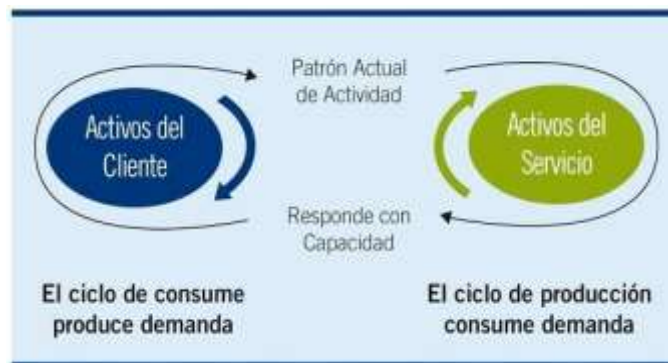 Patrón Actual
de Actividad
Activos del
Cliente
Activos del
Servicio
Responde con
Capacidad
El ciclo de consume
produce demanda
El ciclo de producción
consume demanda